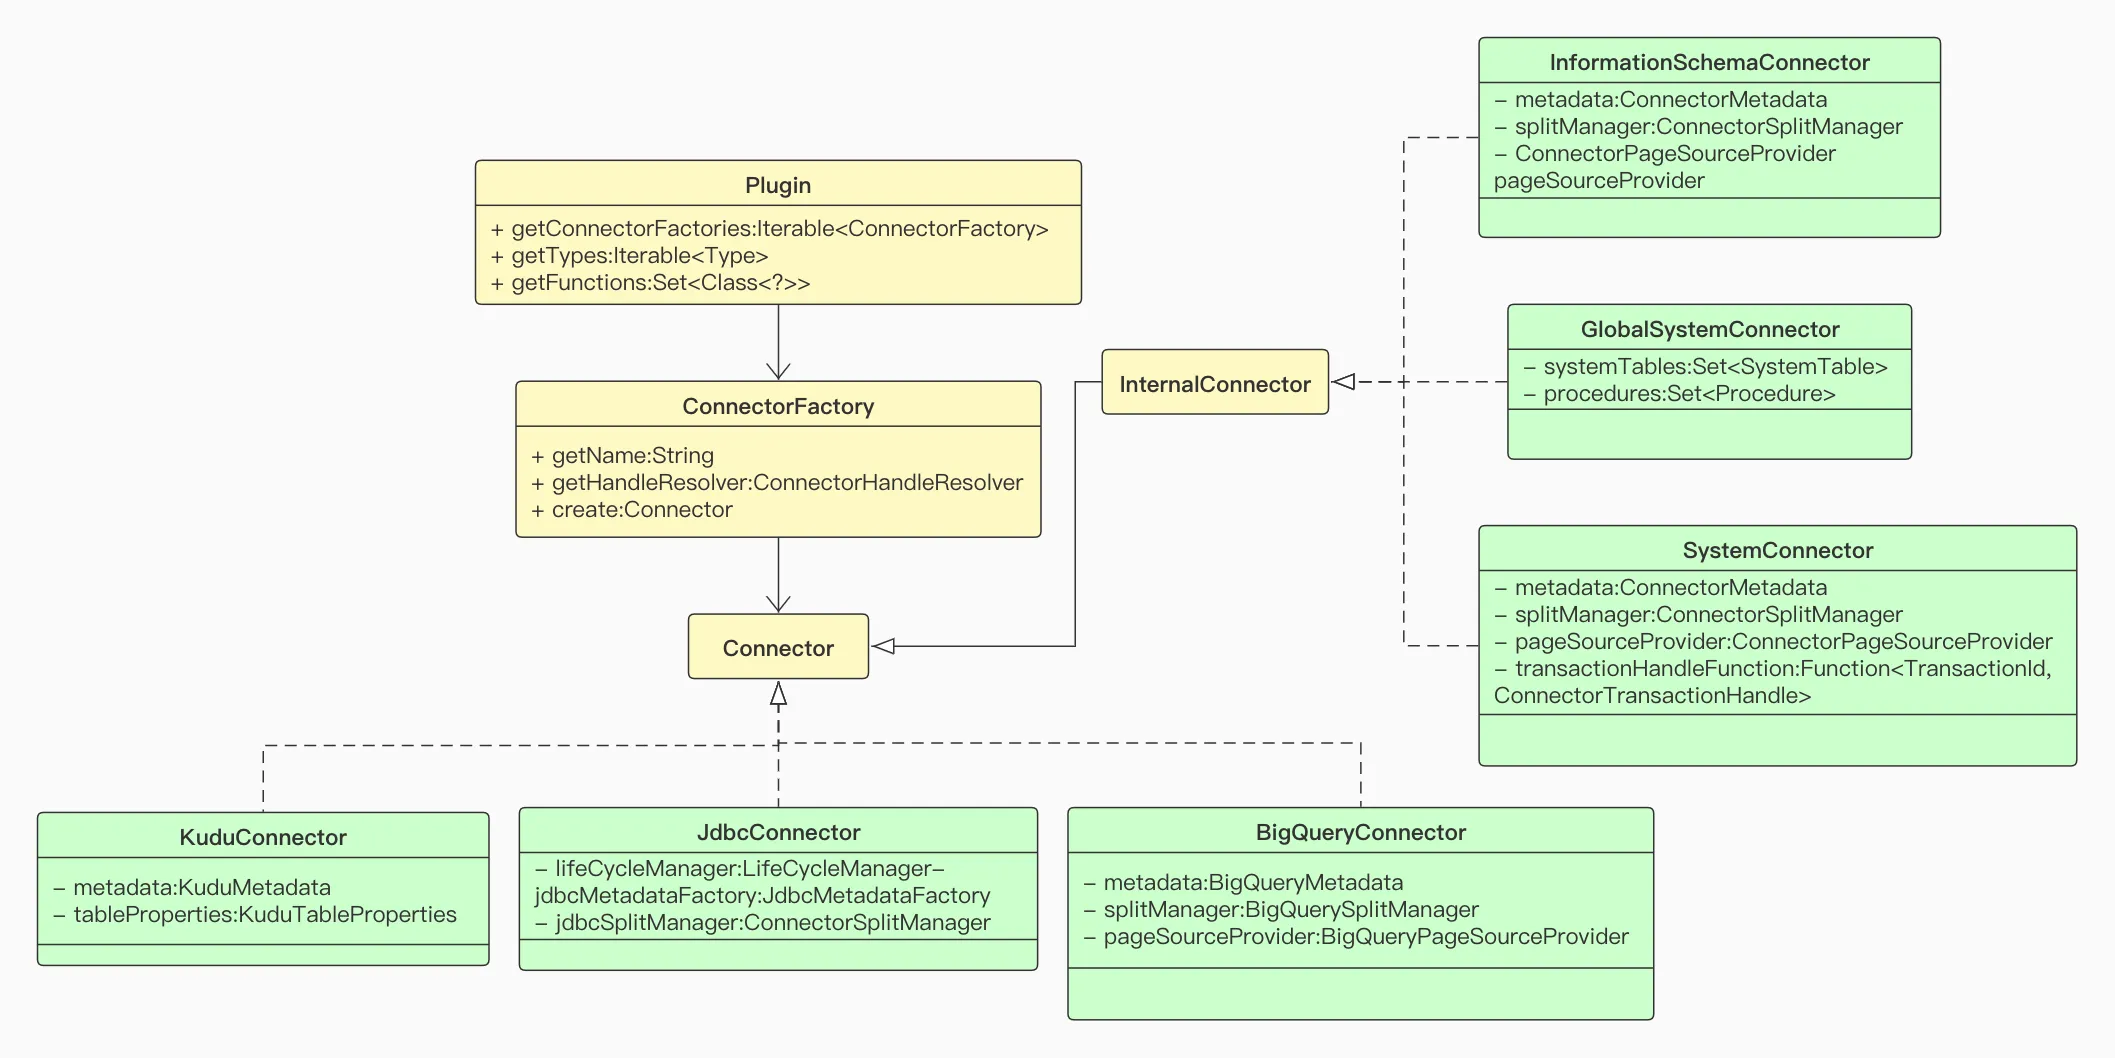 InformationSchemaConnector
– metadata:ConnectorMetadata
– splitManager:ConnectorSplitManager
– ConnectorPageSourceProvider
pageSourceProvider
Plugin
+ getConnectorFactories:Iterable<ConnectorFactory>
+ getTypes:Iterable<Type>
+ getFunctions:Set<Class<?>>
GlobalSystemConnector
– systemTables:Set<SystemTable>
– procedures:Set<Procedure>
InternalConnector
ConnectorFactory
+ getName:String
+ getHandleResolver:ConnectorHandleResolver
+ create:Connector
SystemConnector
– metadata:ConnectorMetadata
– splitManager:ConnectorSplitManager
– pageSourceProvider:ConnectorPageSourceProvider
– transactionHandleFunction:Function<TransactionId,
ConnectorTransactionHandle>
Connector
KuduConnector
– metadata:KuduMetadata
– tableProperties:KuduTableProperties
JdbcConnector
– lifeCycleManager:LifeCycleManager–
jdbcMetadataFactory:JdbcMetadataFactory
– jdbcSplitManager:ConnectorSplitManager
BigQueryConnector
– metadata:BigQueryMetadata
– splitManager:BigQuerySplitManager
– pageSourceProvider:BigQueryPageSourceProvider